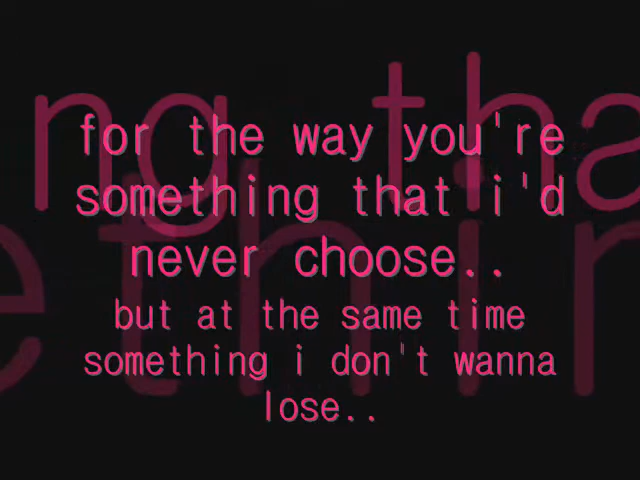 for the way you're
something that i'd
never choose..
but at the same time
something i don't wanna
lose..